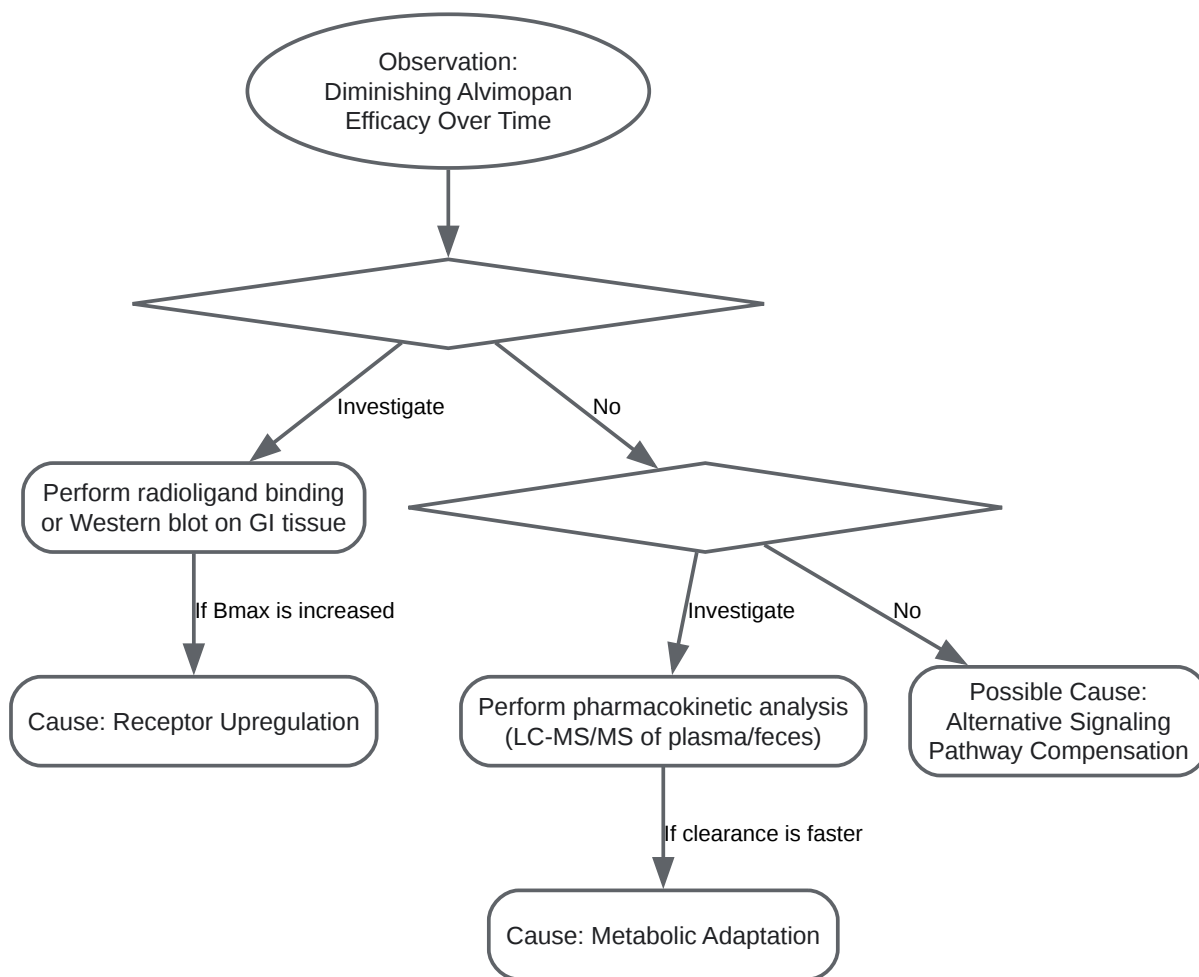 Observation:
Diminishing Alvimopan
Efficacy Over Time
Investigate
No
Perform radioligand binding
or Western blot on GI tissue
If Bmax is increased
Investigate
No
Cause: Receptor Upregulation
Perform pharmacokinetic analysis
(LC-MS/MS of plasma/feces)
Possible Cause:
Alternative Signaling
Pathway Compensation
If clearance is faster
Cause: Metabolic Adaptation